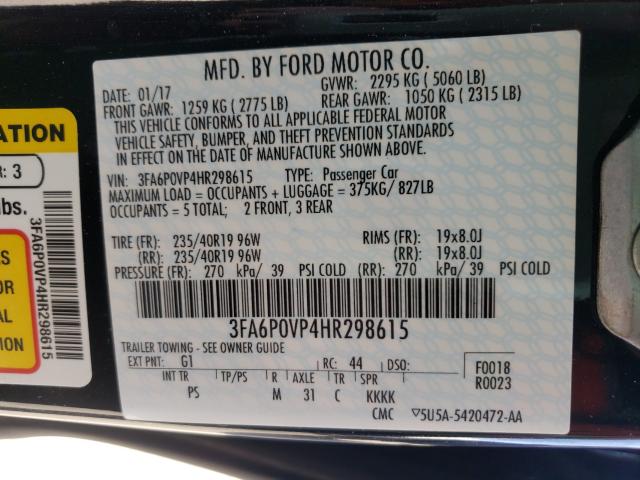 MFD. BY FORD MOTOR CO.
DATE: 01/17 GVWR: 2295 KG ( 5060 LB)
FRONT GAWR: 1259 KG ( 2775 LB) REAR GAWR: 1050 KG ( 2315 LB)
THIS VEHICLE CONFORMS TO ALL APPLICABLE FEDERAL MOTOR
VEHICLE SAFETY, BUMPER, AND THEFT PREVENTION STANDARDS
IN EFFECT ON THE DATE OF MANUFACTURE SHOWN ABOVE.
VIN: 3FA6P0VP4HR298615 TYPE: Passenger Car
MAXIMUM LOAD = OCCUPANTS + LUGGAGE = 375KG/ 827LB
OCCUPANTS = 5 TOTAL; 2 FRONT, 3 REAR
TIRE (FR): 235/40R19 96W RIMS (FR): 19x8.0J
(RR): 235/40R19 96W (RR): 19x8.0J
PRESSURE (FR): 270 kPa/ 39 PSI COLD (RR): 270 kPa/ 39 PSI COLD
3FA6P0VP4HR298615
TRAILER TOWING - SEE OWNER GUIDE
EXT PNT: G1 RC: 44 DSO: F0018
R0023
INT TR TP/PS R AXLE TR SPR
PS M 31 C KKKK
CMC ▽5U5A-5420472-AA
ATION
R: 3
bs.
S
OR
AL
ION
3FA6P0VP4HR298615